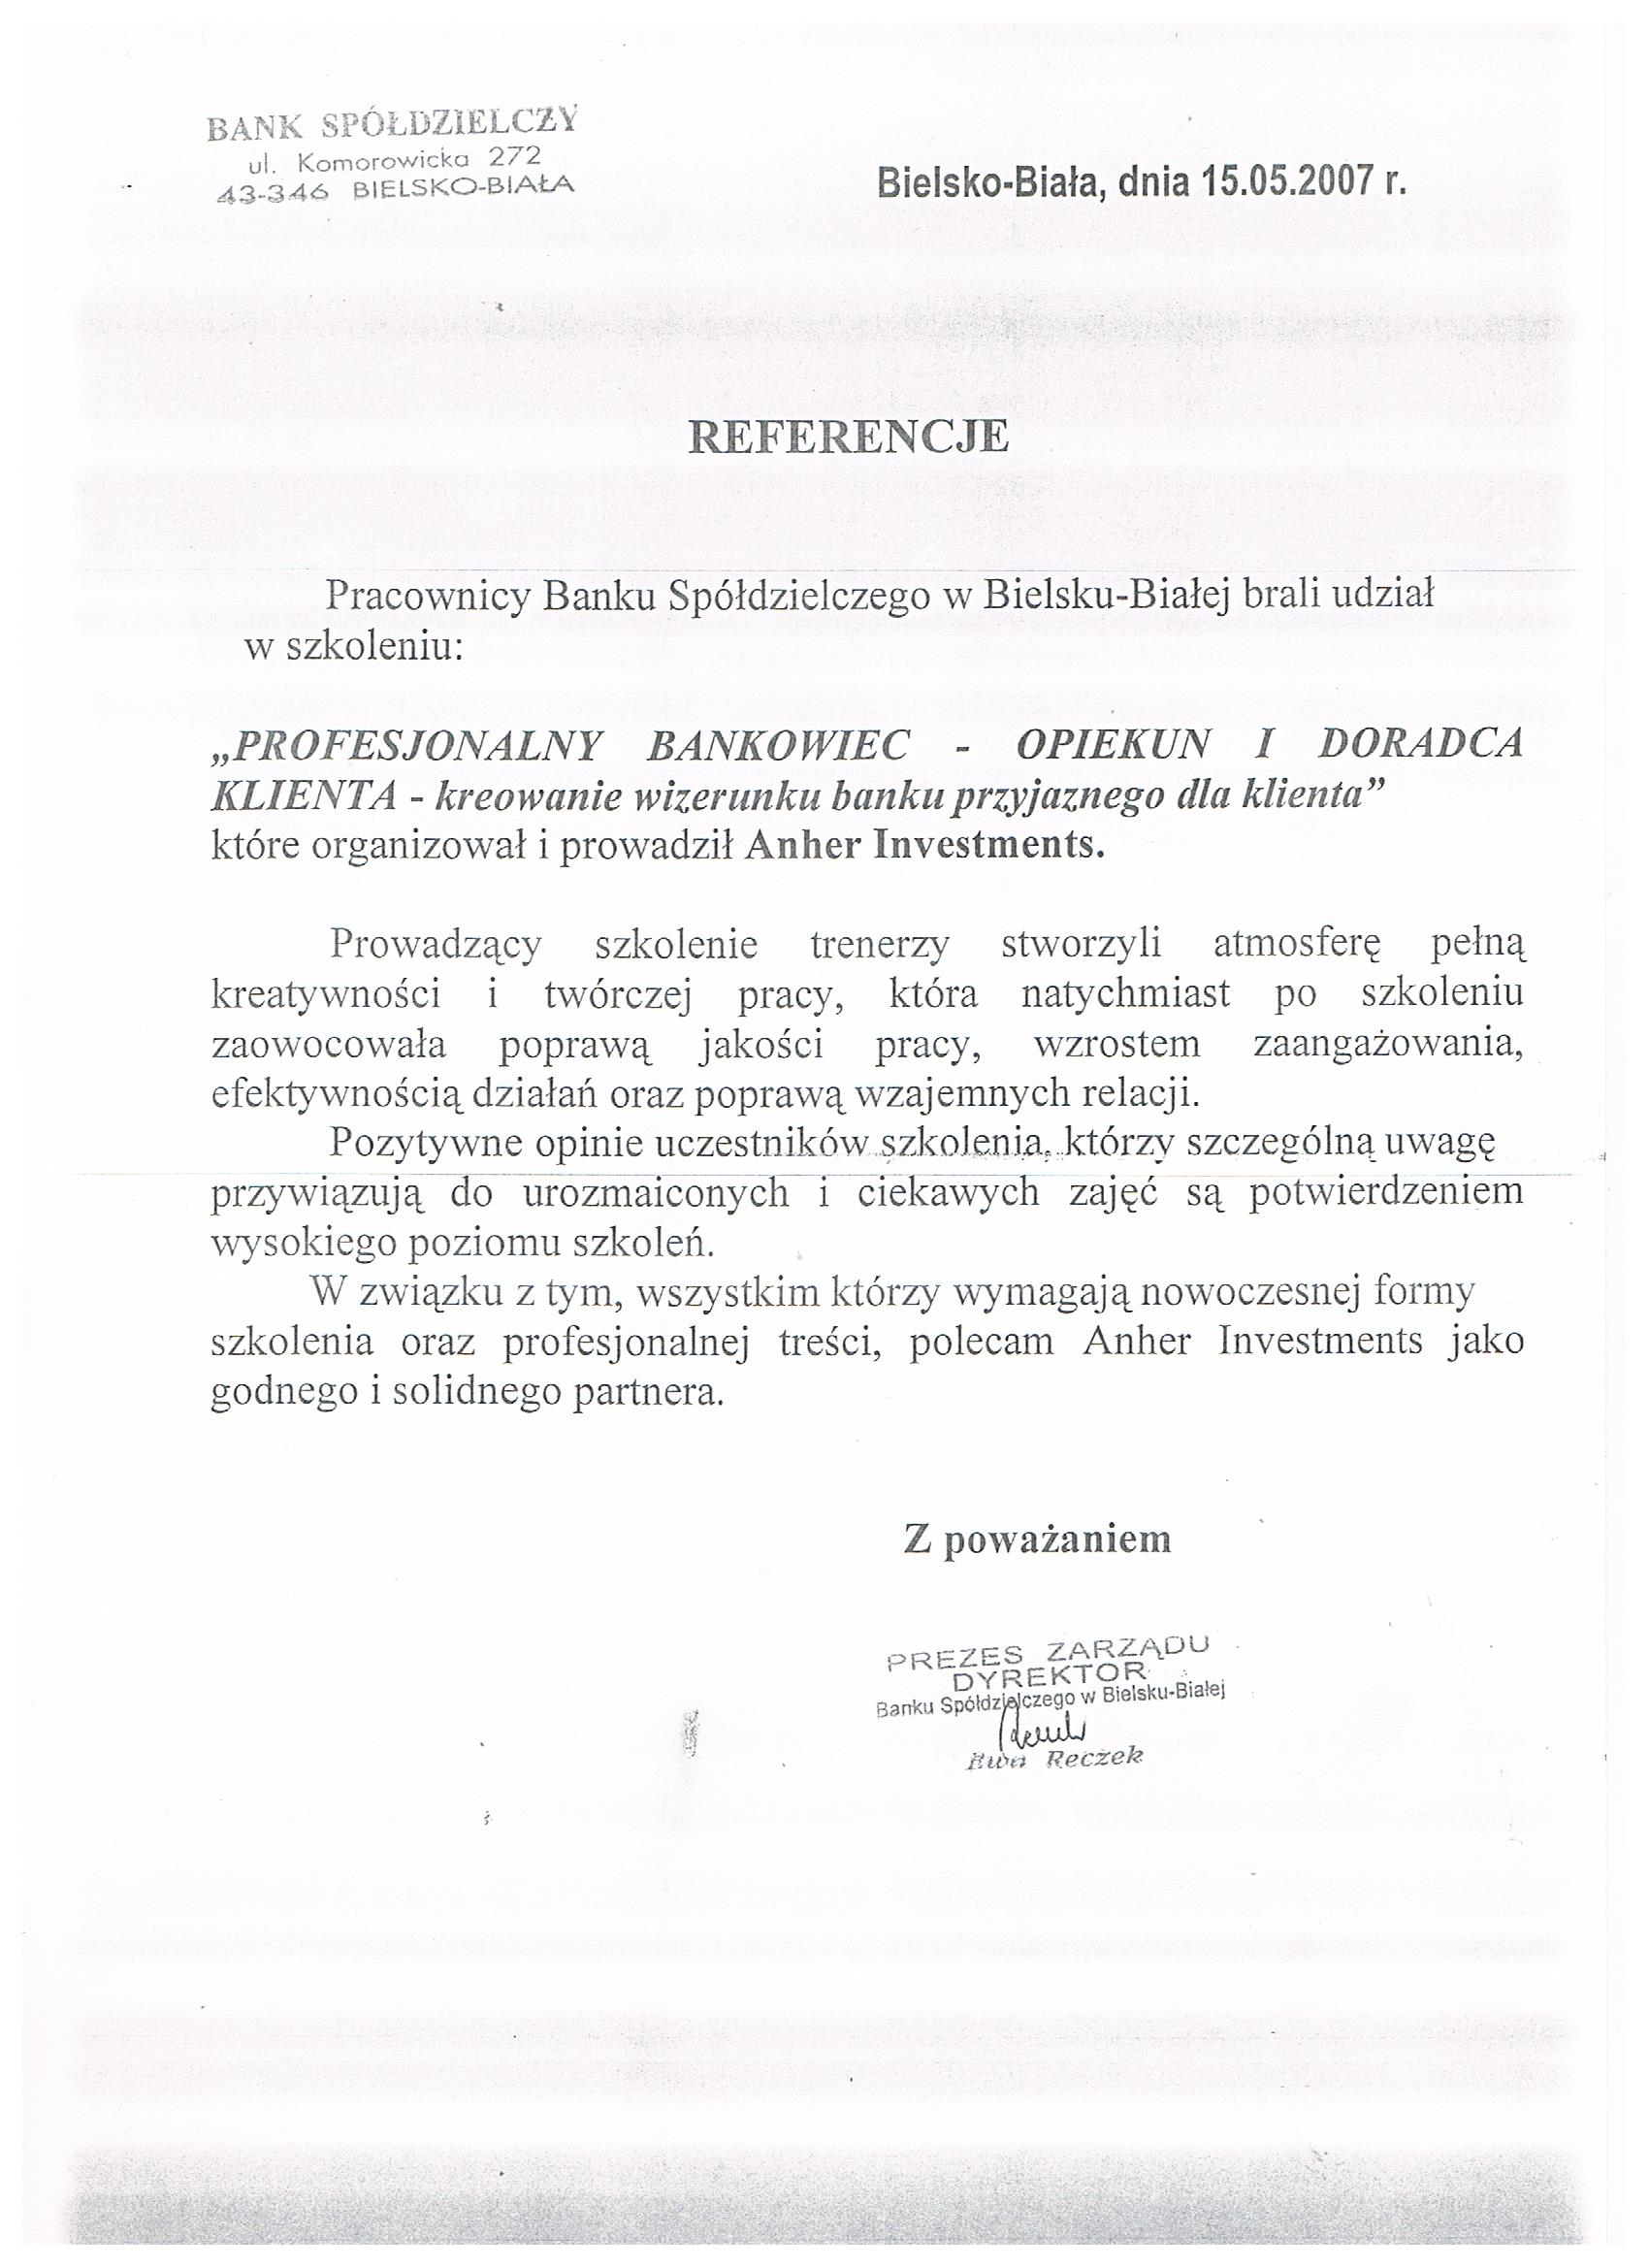 BANK SPÓŁDZIELCZY
ul. Komorowicka 272
43-346 BIELSKO-BIAŁA
Bielsko-Biała, dnia 15.05.2007 r.
REFERENCJE
Pracownicy Banku Spółdzielczego w Bielsku-Białej brali udział
w szkoleniu:
„PROFESJONALNY BANKOWIEC - OPIEKUN I DORADCA
KLIENTA - kreowanie wizerunku banku przyjaznego dla klienta”
które organizował i prowadził Anher Investments.
Prowadzący szkolenie trenerzy stworzyli atmosferę pełną
kreatywności i twórczej pracy, która natychmiast po szkoleniu
zaowocowała poprawą jakości pracy, wzrostem zaangażowania,
efektywnością działań oraz poprawą wzajemnych relacji.
Pozytywne opinie uczestników szkolenia, którzy szczególną uwagę
przywiązują do urozmaiconych i ciekawych zajęć są potwierdzeniem
wysokiego poziomu szkoleń.
W związku z tym, wszystkim którzy wymagają nowoczesnej formy
szkolenia oraz profesjonalnej treści, polecam Anher Investments jako
godnego i solidnego partnera.
Z poważaniem
PREZES ZARZĄDU
DYREKTOR
Banku Spółdzielczego w Bielsku-Białej
Ewa Reczek